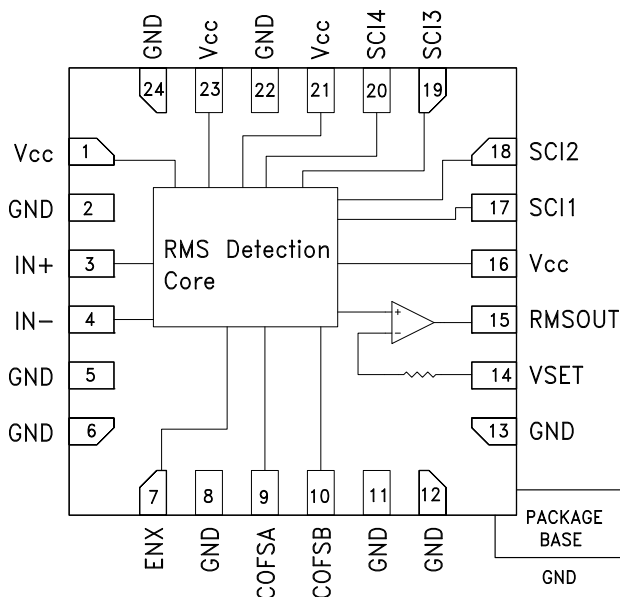 GND
Vcc
GND
Vcc
SCI4
SCI3
24
23
22
21
20
19
Vcc
1
18
SCI2
GND
2
17
SCI1
IN+
3
RMS Detection
Core
16
Vcc
IN-
4
+
-
15
RMSOUT
GND
5
14
VSET
GND
6
13
GND
7
8
9
10
11
12
ENX
GND
COFSA
COFSB
GND
GND
PACKAGE
BASE
GND